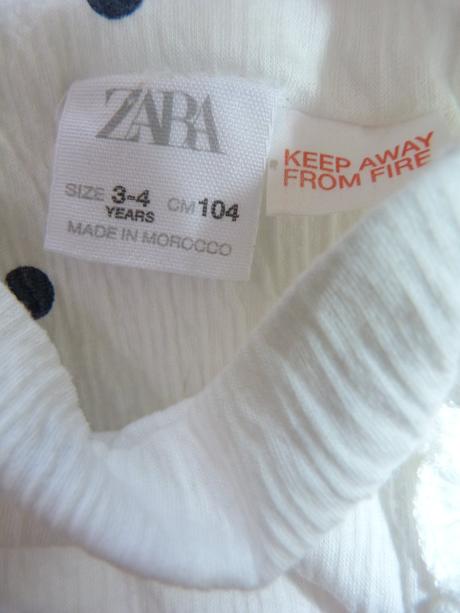 ZARA
SIZE 3-4 YEARS CM 104
MADE IN MOROCCO
KEEP AWAY
FROM FIRE